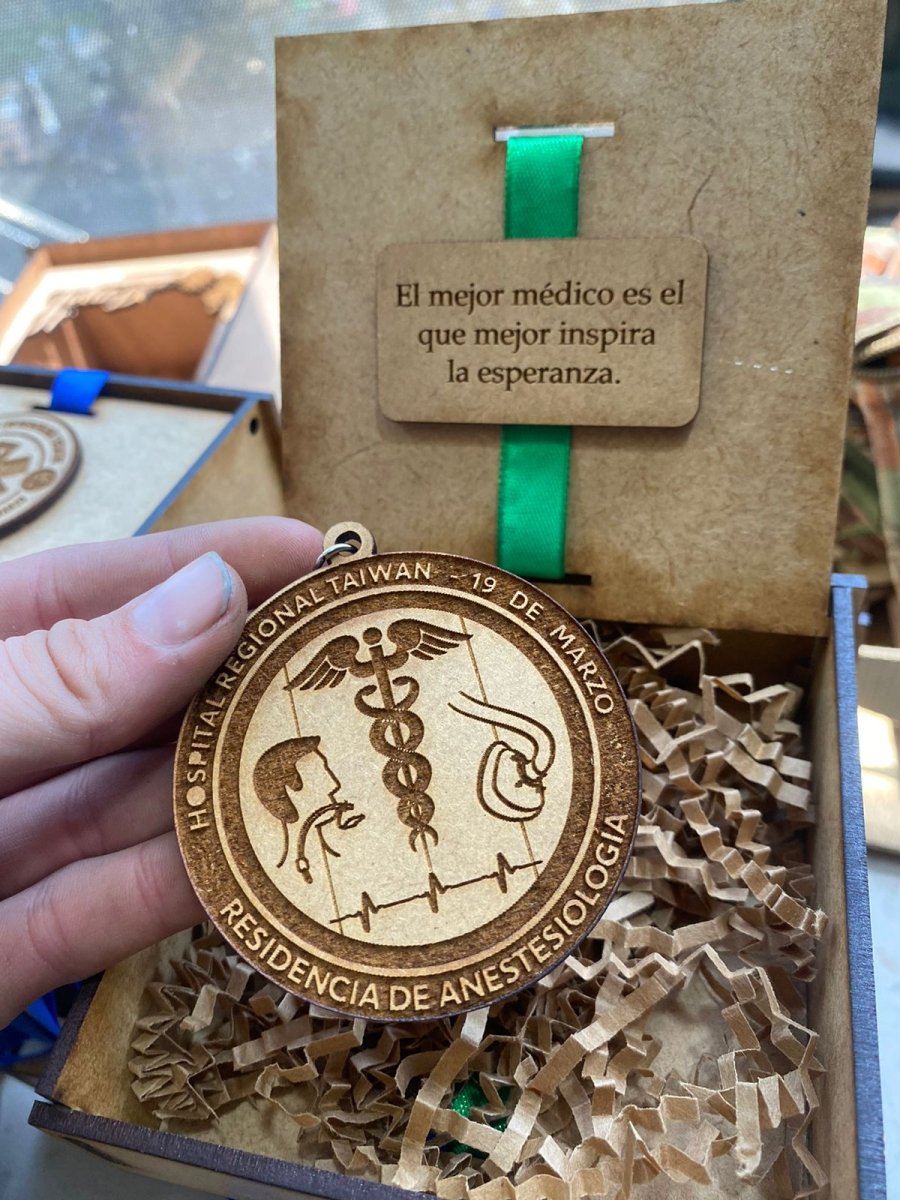 El mejor médico es el
que mejor inspira
la esperanza.
HOSPITAL REGIONAL TAIWAN - 19 DE MARZO
RESIDENCIA DE ANESTESIOLOGÍA